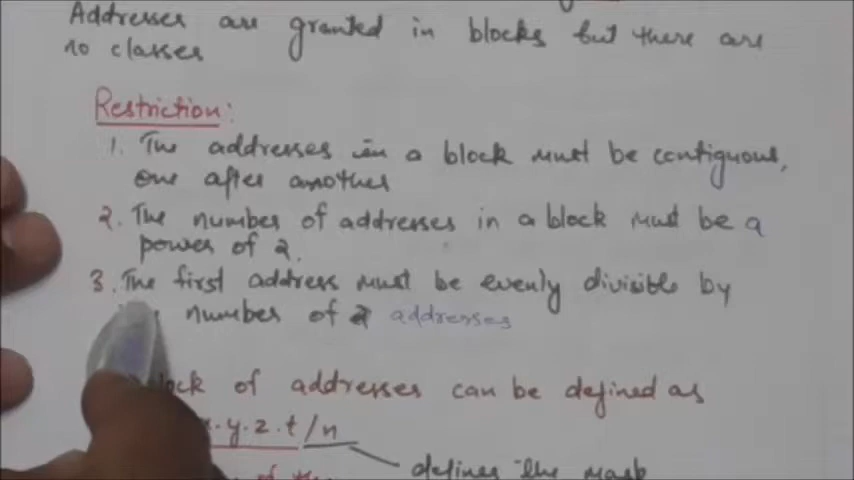 Addresses are granted in blocks but there are
no classes
Restriction:
1. The addresses in a block must be contiguous,
one after another
2. The number of addresses in a block must be a
power of 2.
3. The first address must be evenly divisible by
number of addresses
of addresses can be defined as
.y.z.t/n
defines the mask